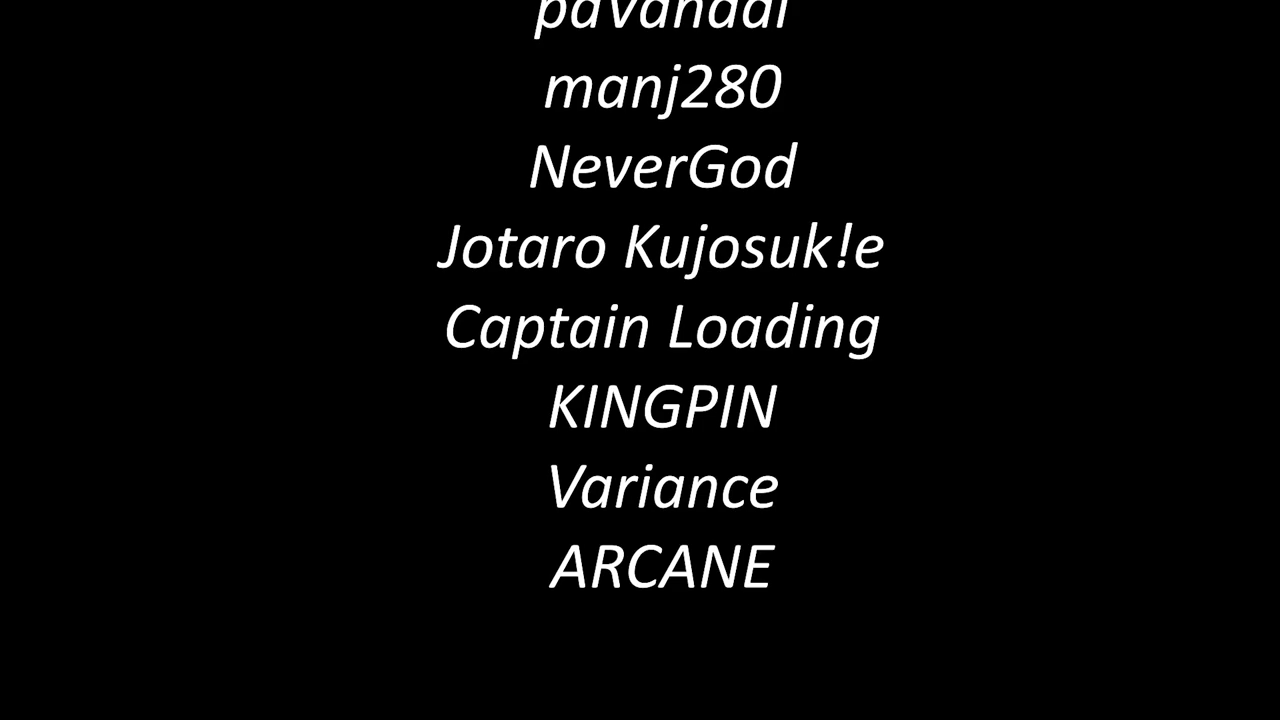 manj280
NeverGod
Jotaro Kujosuk!e
Captain Loading
KINGPIN
Variance
ARCANE